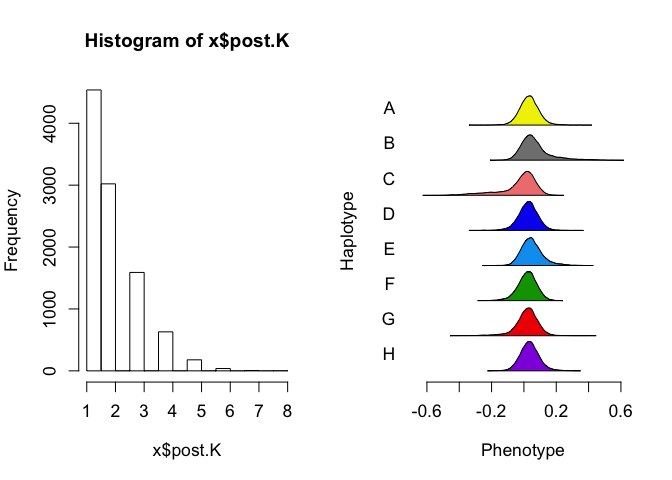 Histogram of x$post.K
Frequency
0
1000
2000
3000
4000
1 2 3 4 5 6 7 8
x$post.K
Haplotype
A
B
C
D
E
F
G
H
-0.6 -0.2 0.2 0.6
Phenotype